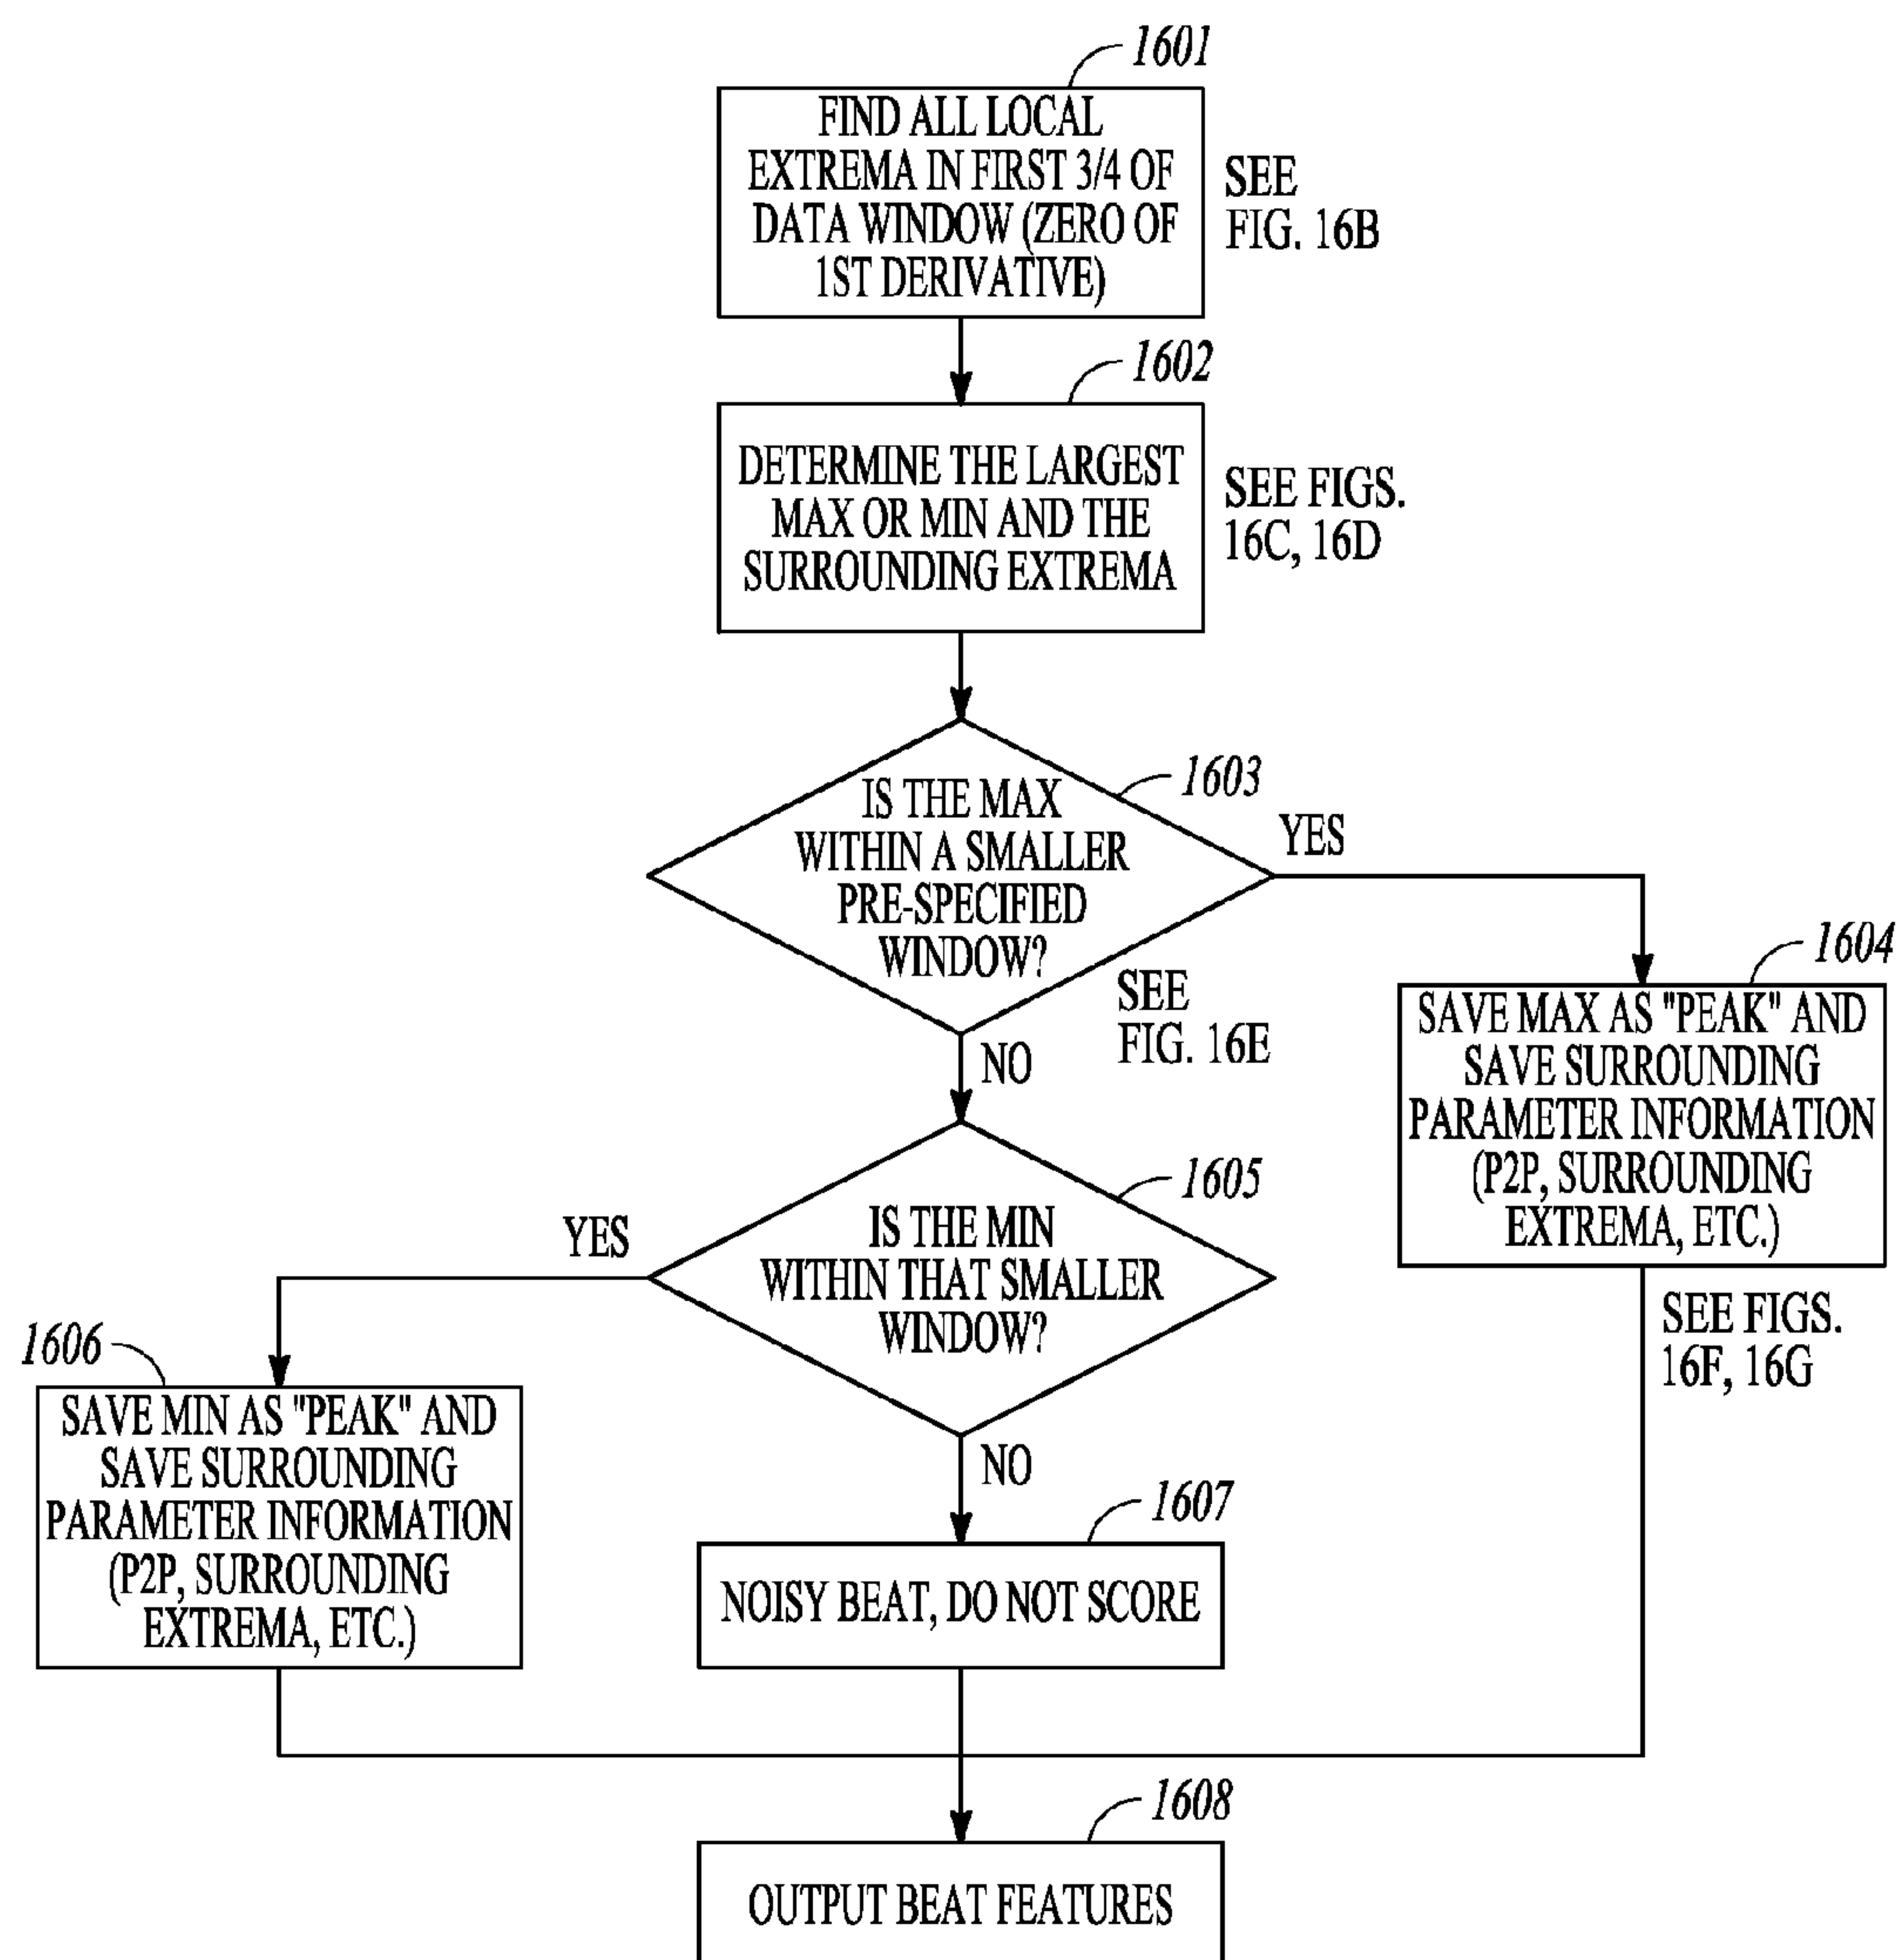 1601
FIND ALL LOCAL
EXTREMA IN FIRST 3/4 OF
DATA WINDOW (ZERO OF
1ST DERIVATIVE)
SEE
FIG. 16B
1602
DETERMINE THE LARGEST
MAX OR MIN AND THE
SURROUNDING EXTREMA
SEE FIGS.
16C, 16D
1603
IS THE MAX
WITHIN A SMALLER
PRE-SPECIFIED
WINDOW?
YES
SEE
FIG. 16E
NO
1604
SAVE MAX AS "PEAK" AND
SAVE SURROUNDING
PARAMETER INFORMATION
(P2P, SURROUNDING
EXTREMA, ETC.)
SEE FIGS.
16F, 16G
1605
IS THE MIN
WITHIN THAT SMALLER
WINDOW?
YES
NO
1606
SAVE MIN AS "PEAK" AND
SAVE SURROUNDING
PARAMETER INFORMATION
(P2P, SURROUNDING
EXTREMA, ETC.)
1607
NOISY BEAT, DO NOT SCORE
1608
OUTPUT BEAT FEATURES